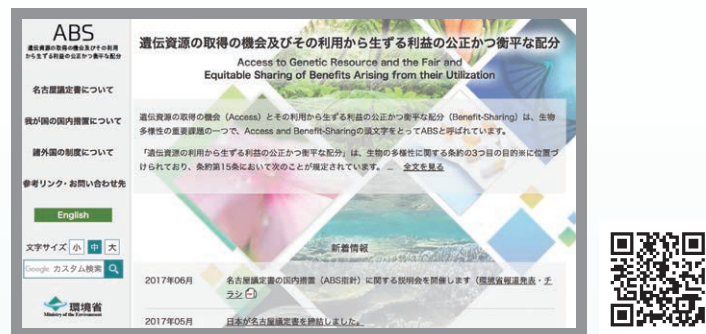 ABS
遺伝資源の取得の機会及びその利用
から生ずる利益の公正かつ衡平な配分
名古屋議定書について
我が国の国内措置について
諸外国の制度について
参考リンク・お問い合わせ先
English
文字サイズ 小 中 大
Google カスタム検索
環境省
Ministry of the Environment
遺伝資源の取得の機会及びその利用から生ずる利益の公正かつ衡平な配分
Access to Genetic Resource and the Fair and
Equitable Sharing of Benefits Arising from their Utilization
遺伝資源の取得の機会（Access）とその利用から生ずる利益の公正かつ衡平な配分（Benefit-Sharing）は、生物
多様性の重要課題の一つで、Access and Benefit-Sharingの頭文字をとってABSと呼ばれています。
「遺伝資源の利用から生ずる利益の公正かつ衡平な配分」は、生物の多様性に関する条約の3つ目の目的※に位置づ
けられており、条約第15条において次のことが規定されています。 ... 全文を見る
新着情報
2017年06月 名古屋議定書の国内措置（ABS指針）に関する説明会を開催します（環境省報道発表・チ
ラシ）
2017年05月 日本が名古屋議定書を締結しました。